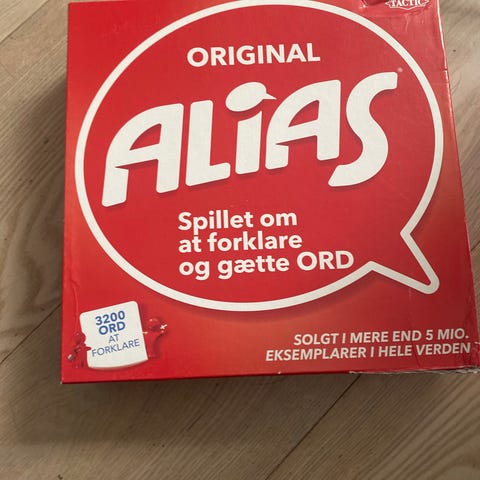 TACTIC
ORIGINAL
ALiAS
Spillet om
at forklare
og gætte ORD
3200
ORD
AT
FORKLARE
SOLGT I MERE END 5 MIO.
EKSEMPLARER I HELE VERDEN